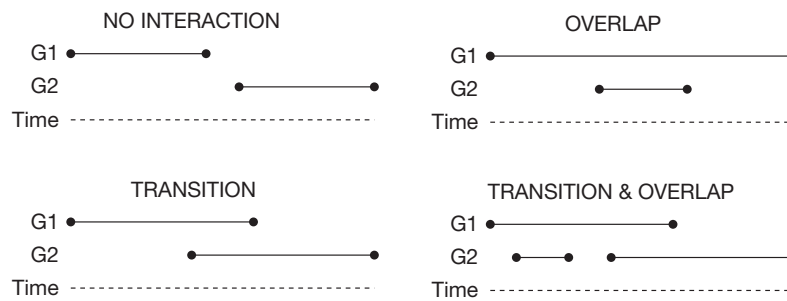 NO INTERACTION
G1
G2
Time
OVERLAP
G1
G2
Time
TRANSITION
G1
G2
Time
TRANSITION & OVERLAP
G1
G2
Time